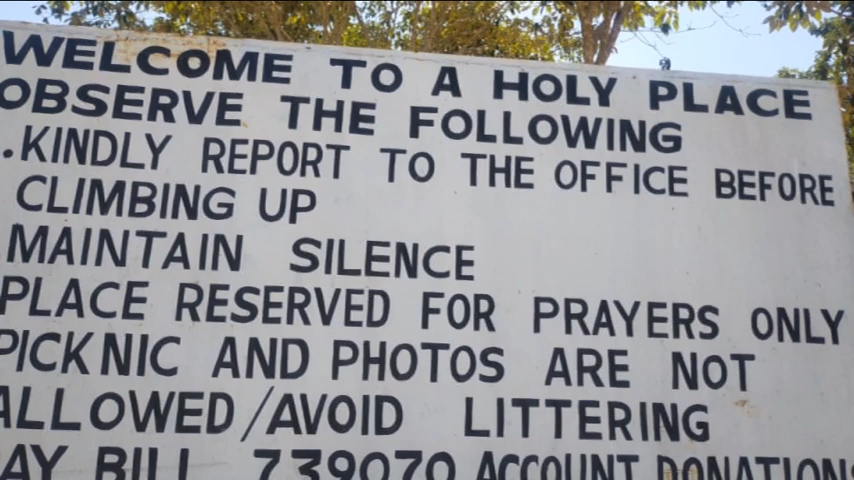 WELCOME TO A HOLY PLACE
OBSERVE THE FOLLOWING
.KINDLY REPORT TO THE OFFICE BEFORE
CLIMBING UP
.MAINTAIN SILENCE
PLACE RESERVED FOR PRAYERS ONLY
PICKNIC AND PHOTOS ARE NOT
ALLOWED/AVOID LITTERING
PAY BILL 739070 ACCOUNT DONATIONS